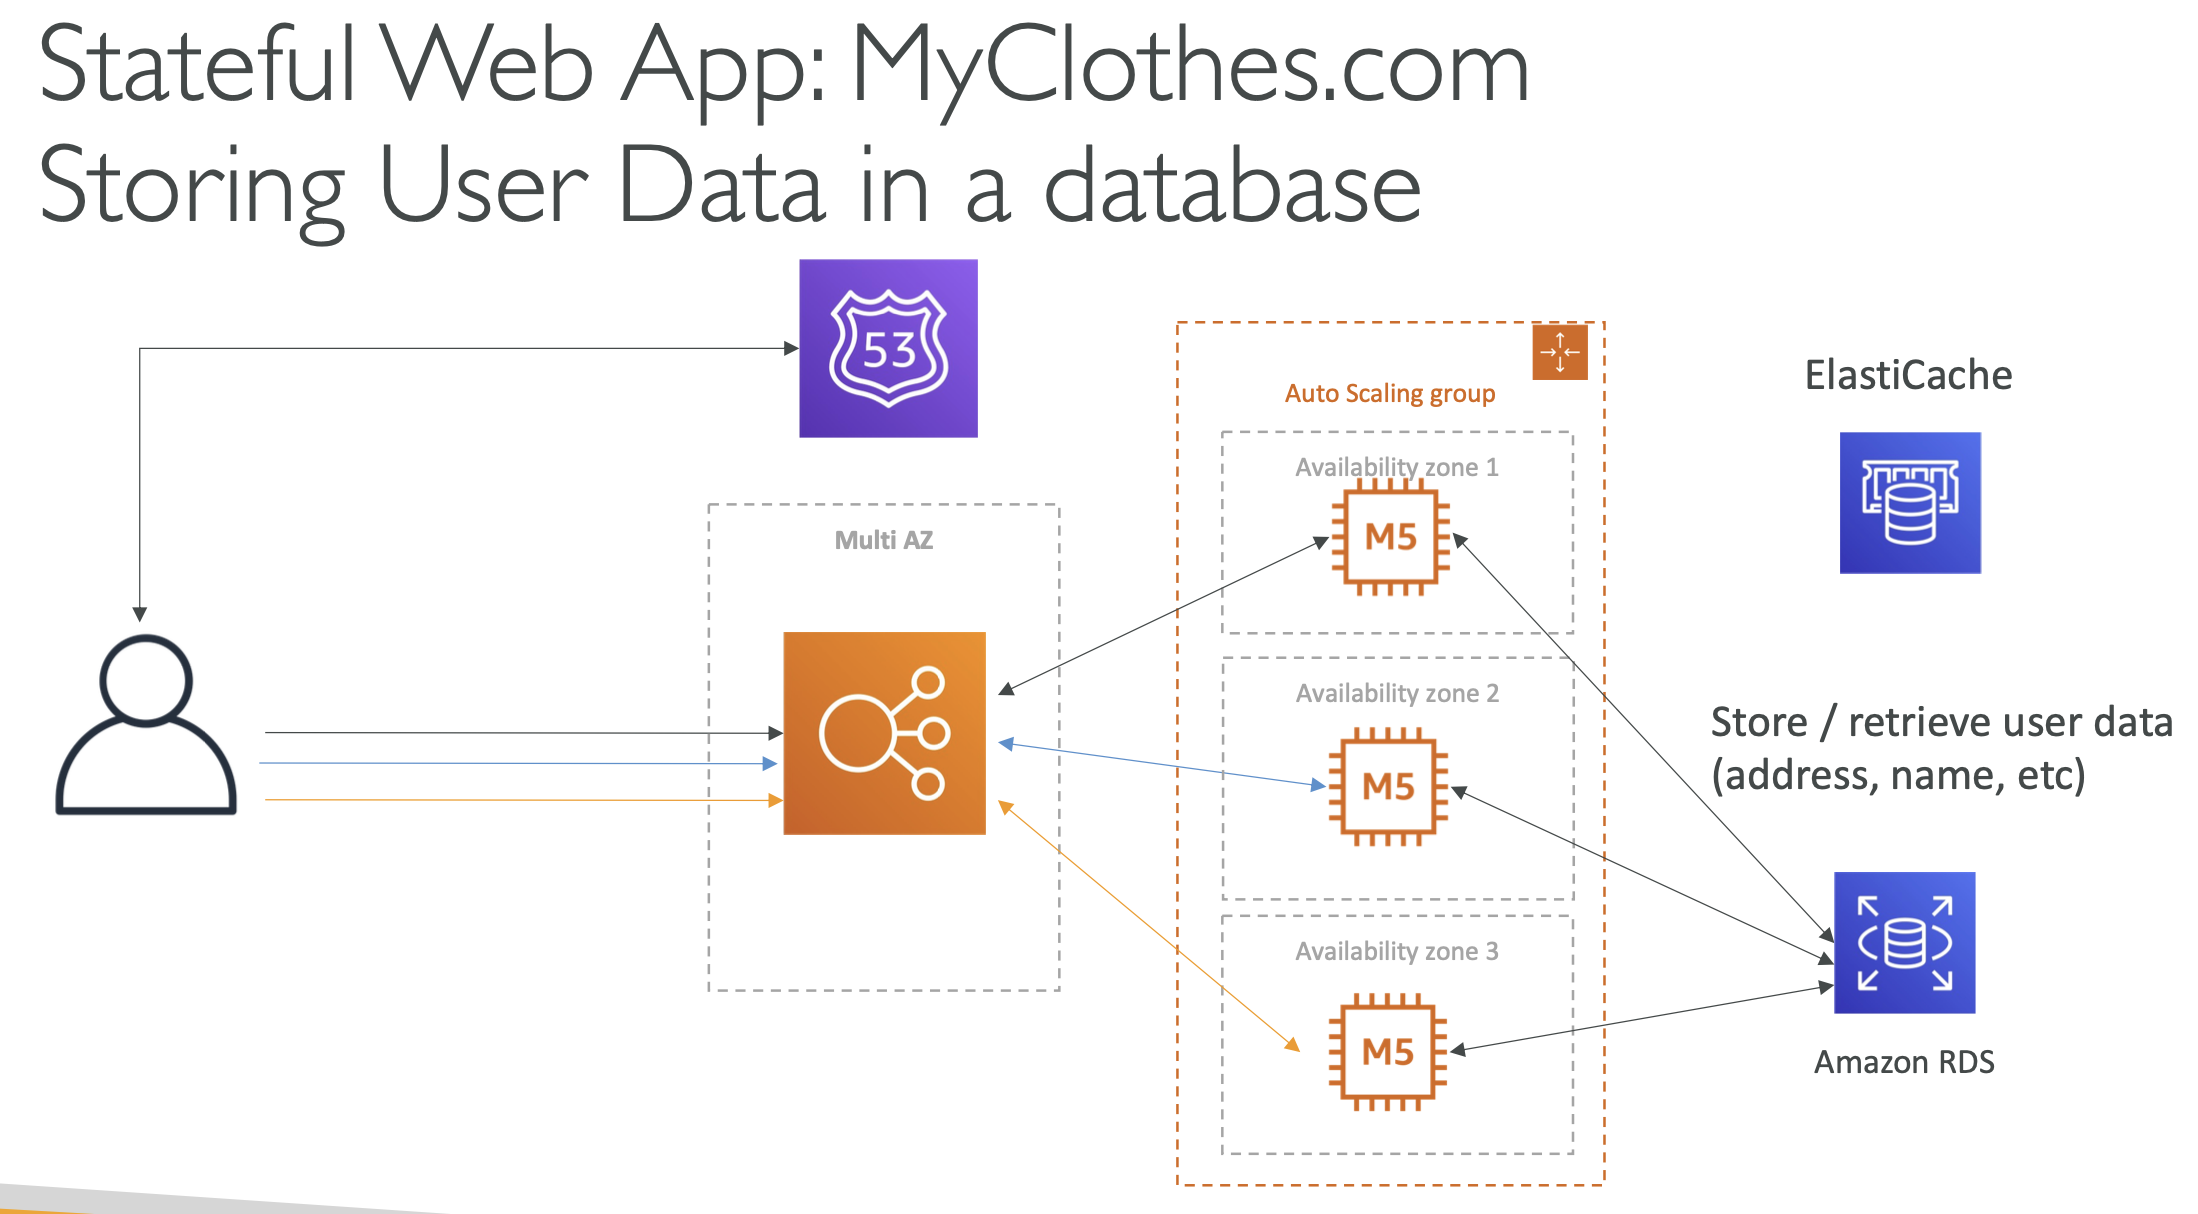 Stateful Web App: MyClothes.com
Storing User Data in a database
53
Auto Scaling group
ElastiCache
Availability zone 1
M5
Multi AZ
Availability zone 2
M5
Store / retrieve user data
(address, name, etc)
Availability zone 3
M5
Amazon RDS